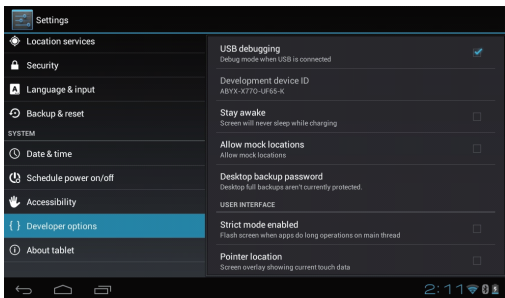 Settings
Location services
Security
A Language & input
Backup & reset
SYSTEM
Date & time
Schedule power on/off
Accessibility
{ } Developer options
About tablet
USB debugging
Debug mode when USB is connected
Development device ID
ABYX-X770-UF65-K
Stay awake
Screen will never sleep while charging
Allow mock locations
Allow mock locations
Desktop backup password
Desktop full backups aren't currently protected.
USER INTERFACE
Strict mode enabled
Flash screen when apps do long operations on main thread
Pointer location
Screen overlay showing current touch data
2:11